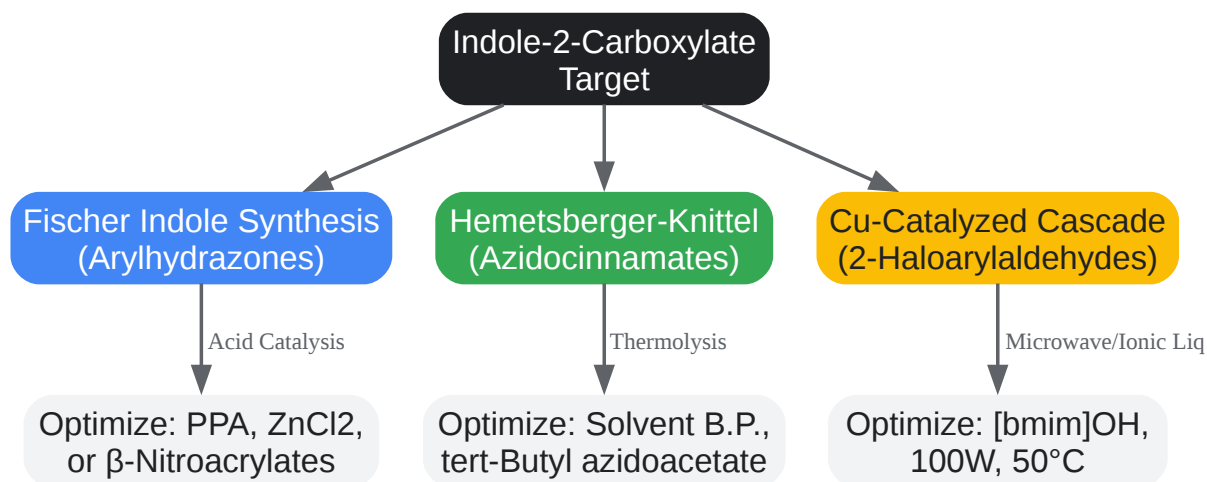 Indole-2-Carboxylate
Target
Fischer Indole Synthesis
(Arylhydrazones)
Hemetsberger-Knittel
(Azidocinnamates)
Cu-Catalyzed Cascade
(2-Haloarylaldehydes)
Acid Catalysis
Thermolysis
Microwave/Ionic Liq
Optimize: PPA, ZnCl2,
or β-Nitroacrylates
Optimize: Solvent B.P.,
tert-Butyl azidoacetate
Optimize: [bmim]OH,
100W, 50°C